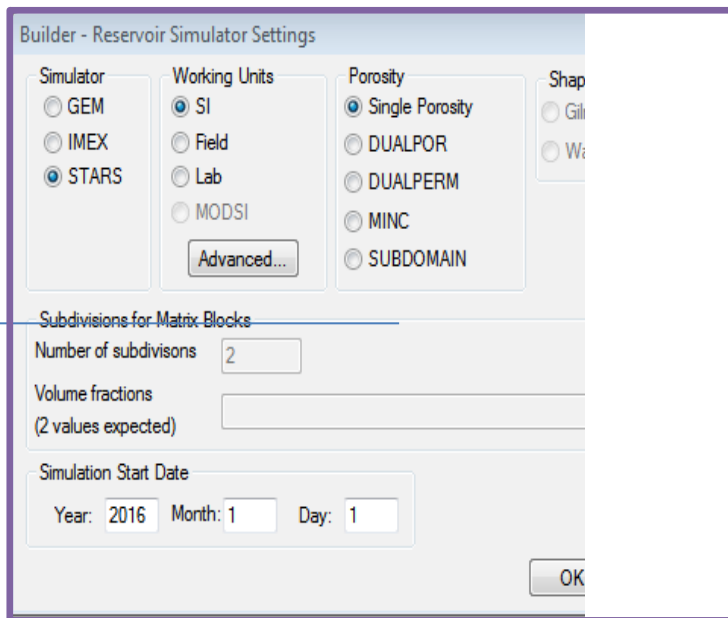 Builder - Reservoir Simulator Settings
Simulator
GEM
IMEX
STARS
Working Units
SI
Field
Lab
MODSI
Advanced...
Porosity
Single Porosity
DUALPOR
DUALPERM
MINC
SUBDOMAIN
Shap
Subdivisions for Matrix Blocks
Number of subdivisons 2
Volume fractions
(2 values expected)
Simulation Start Date
Year: 2016 Month: 1 Day: 1
OK